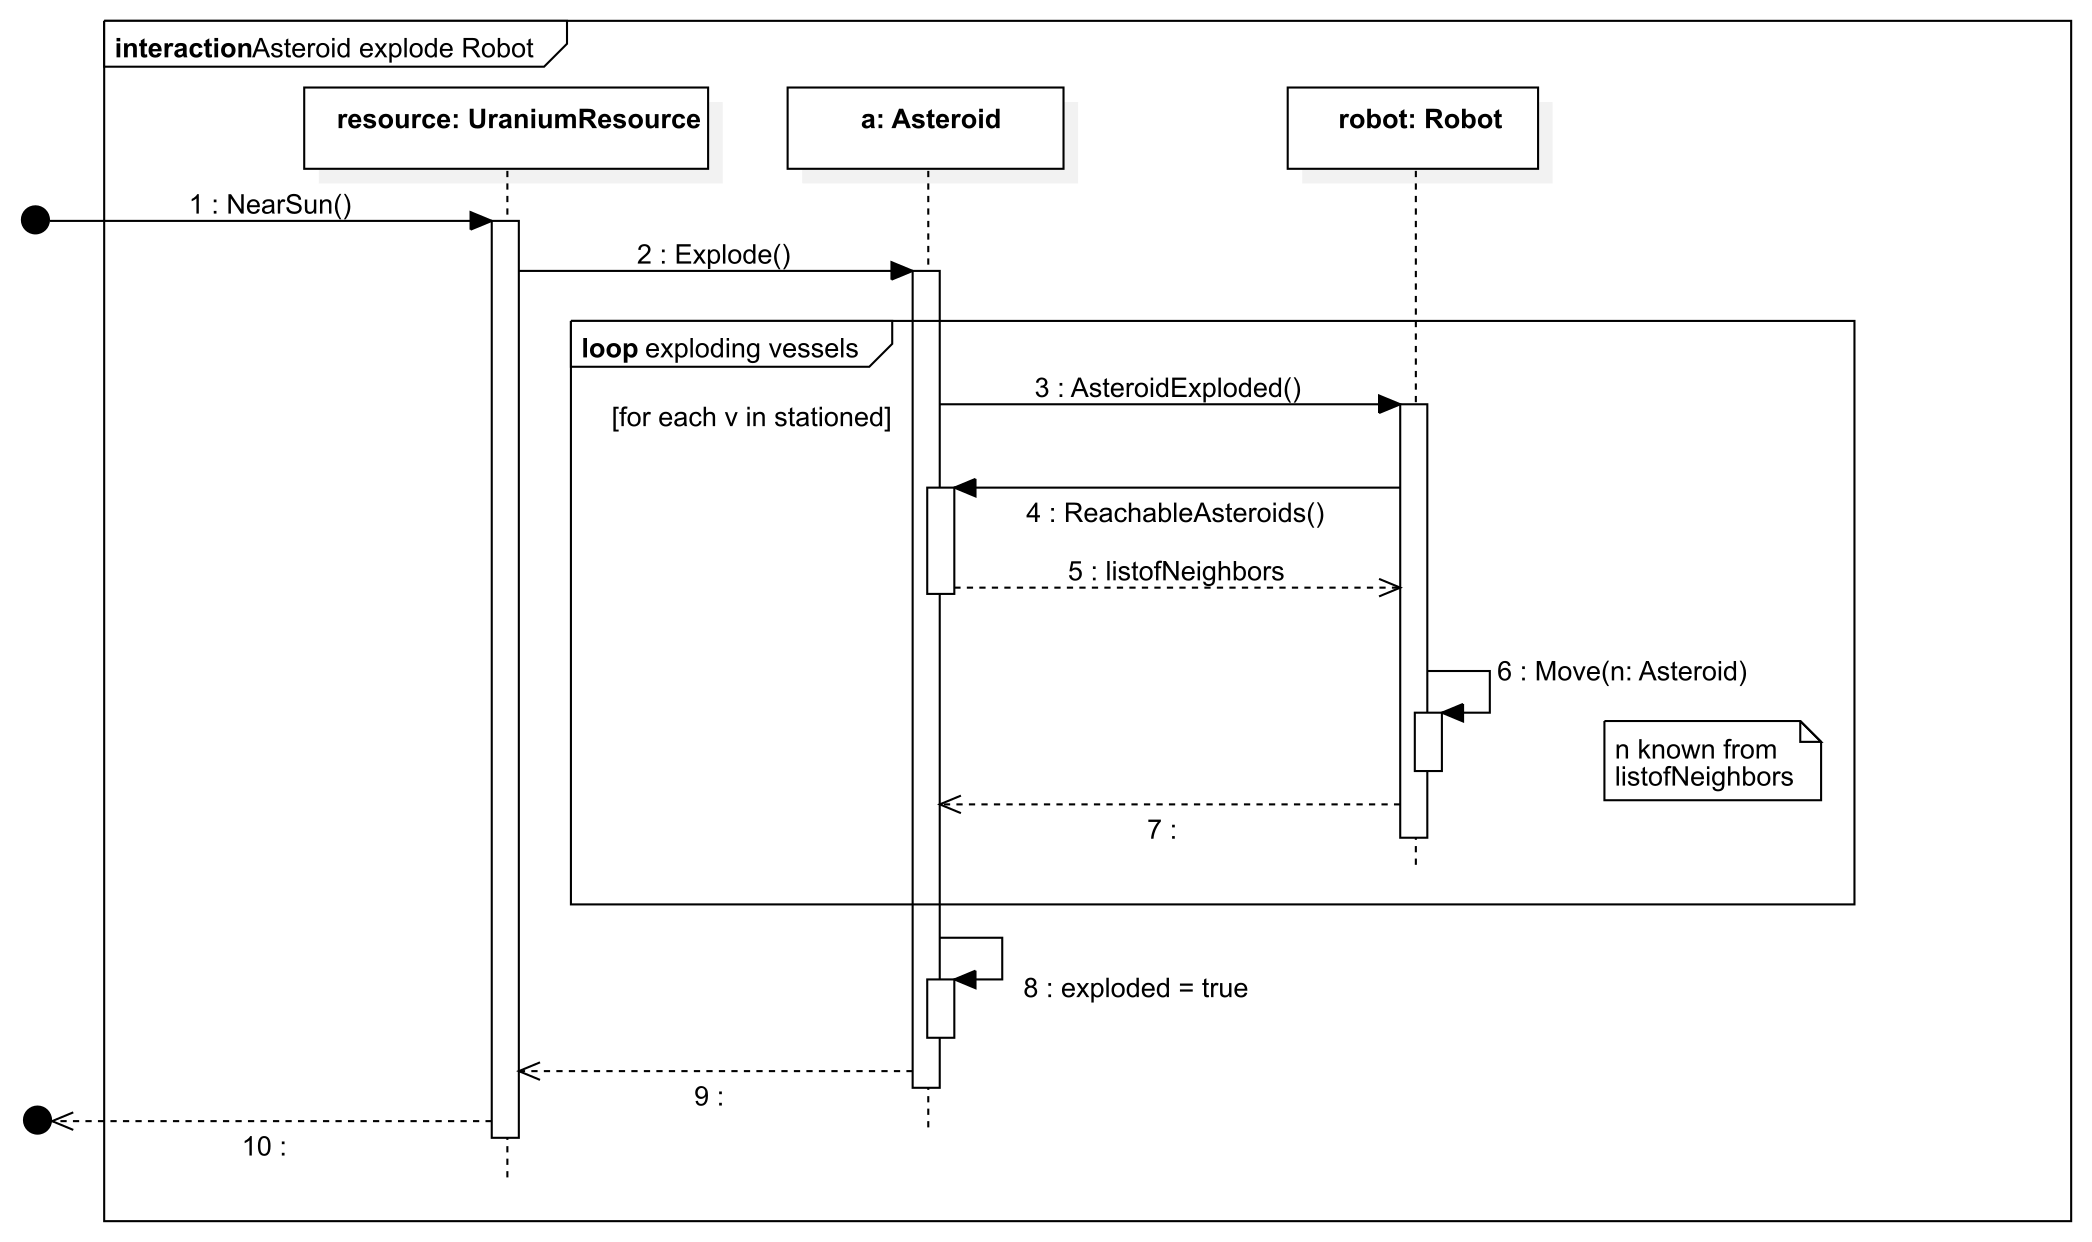 interactionAsteroid explode Robot
resource: UraniumResource
a: Asteroid
robot: Robot
1 : NearSun()
2 : Explode()
loop exploding vessels
[for each v in stationed]
3 : AsteroidExploded()
4 : ReachableAsteroids()
5 : listofNeighbors
6 : Move(n: Asteroid)
n known from
listofNeighbors
7 :
8 : exploded = true
9 :
10 :